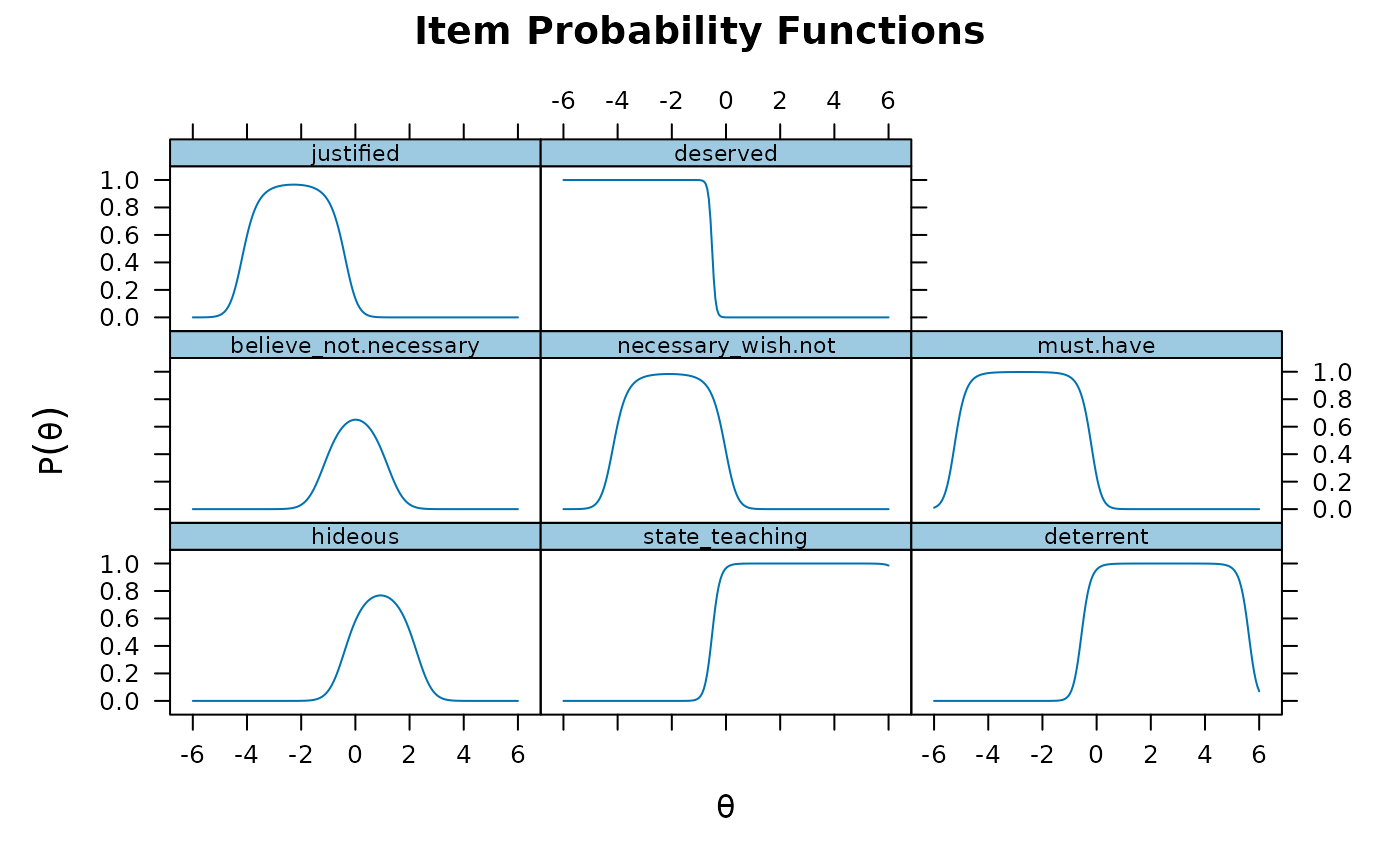 Item Probability Functions
-6 -4 -2 0 2 4 6
justified deserved
1.0
0.8
0.6
0.4
0.2
0.0
believe_not.necessary necessary_wish.not must.have
1.0
0.8
0.6
0.4
0.2
0.0
P(θ)
hideous state_teaching deterrent
1.0
0.8
0.6
0.4
0.2
0.0
-6 -4 -2 0 2 4 6 -6 -4 -2 0 2 4 6
θ